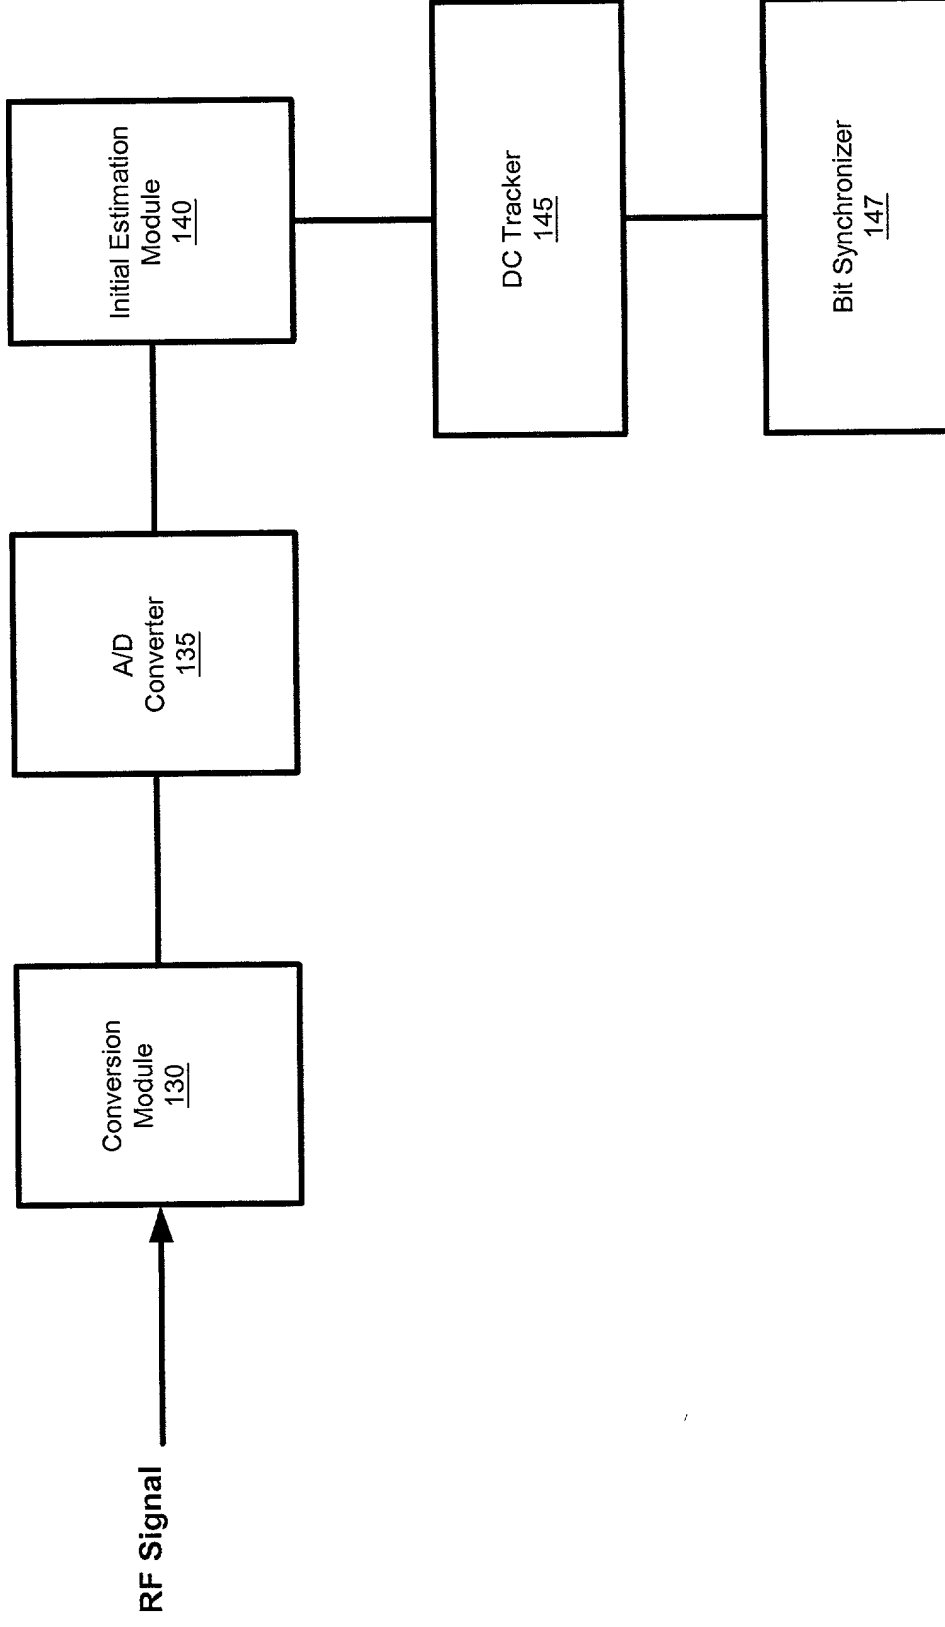 RF Signal
Conversion
Module
130
A/D
Converter
135
Initial Estimation
Module
140
DC Tracker
145
Bit Synchronizer
147